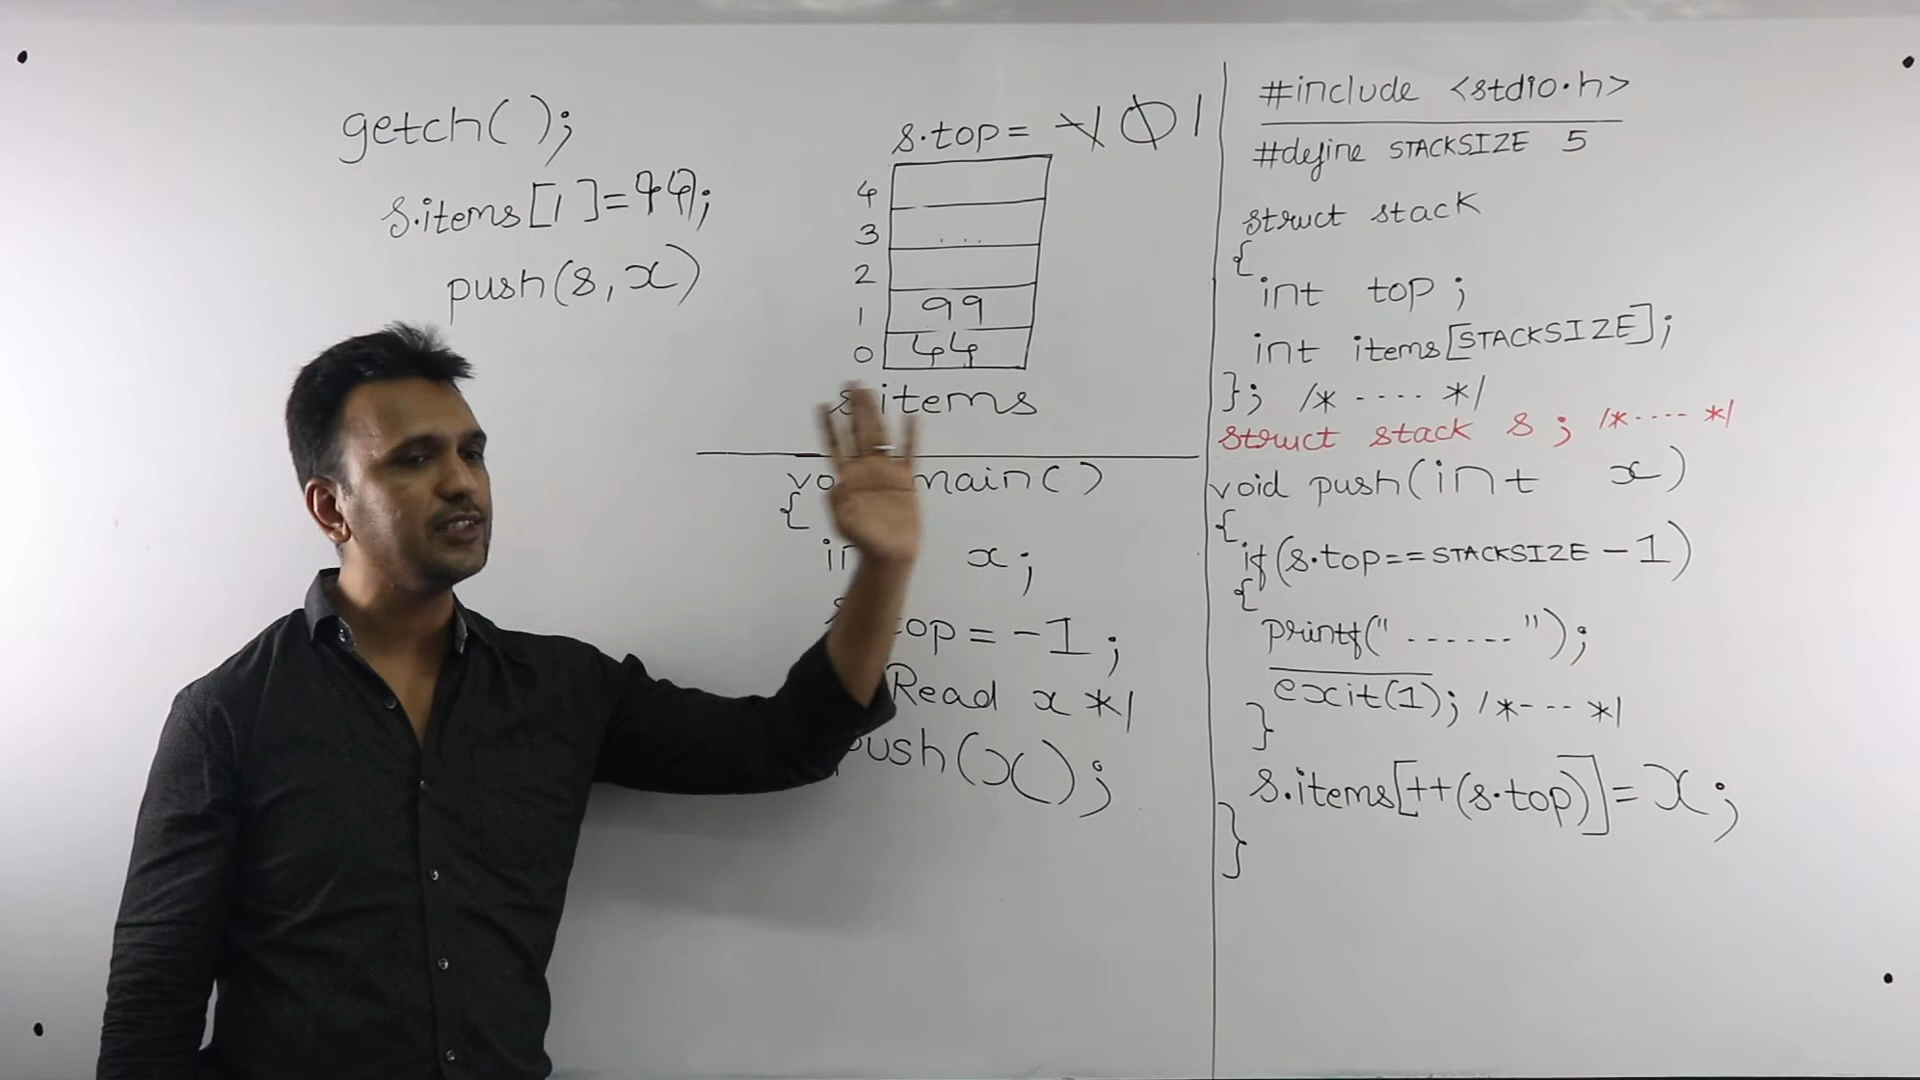 getch();
s.items[1]=99;
push(s, x)
s.top= -1 0 1
4
3 ...
2
1 99
0 44
s.items
main()
{
x;
top = -1;
Read x */
push(x);
#include <stdio.h>
#define STACKSIZE 5
struct stack
{
int top;
int items[STACKSIZE];
}; /* ---- */
struct stack s; /* ---- */
void push(int x)
{
if(s.top==STACKSIZE -1)
{
printf("------");
exit(1); /*---*/
}
s.items[++(s.top)]= x;
}